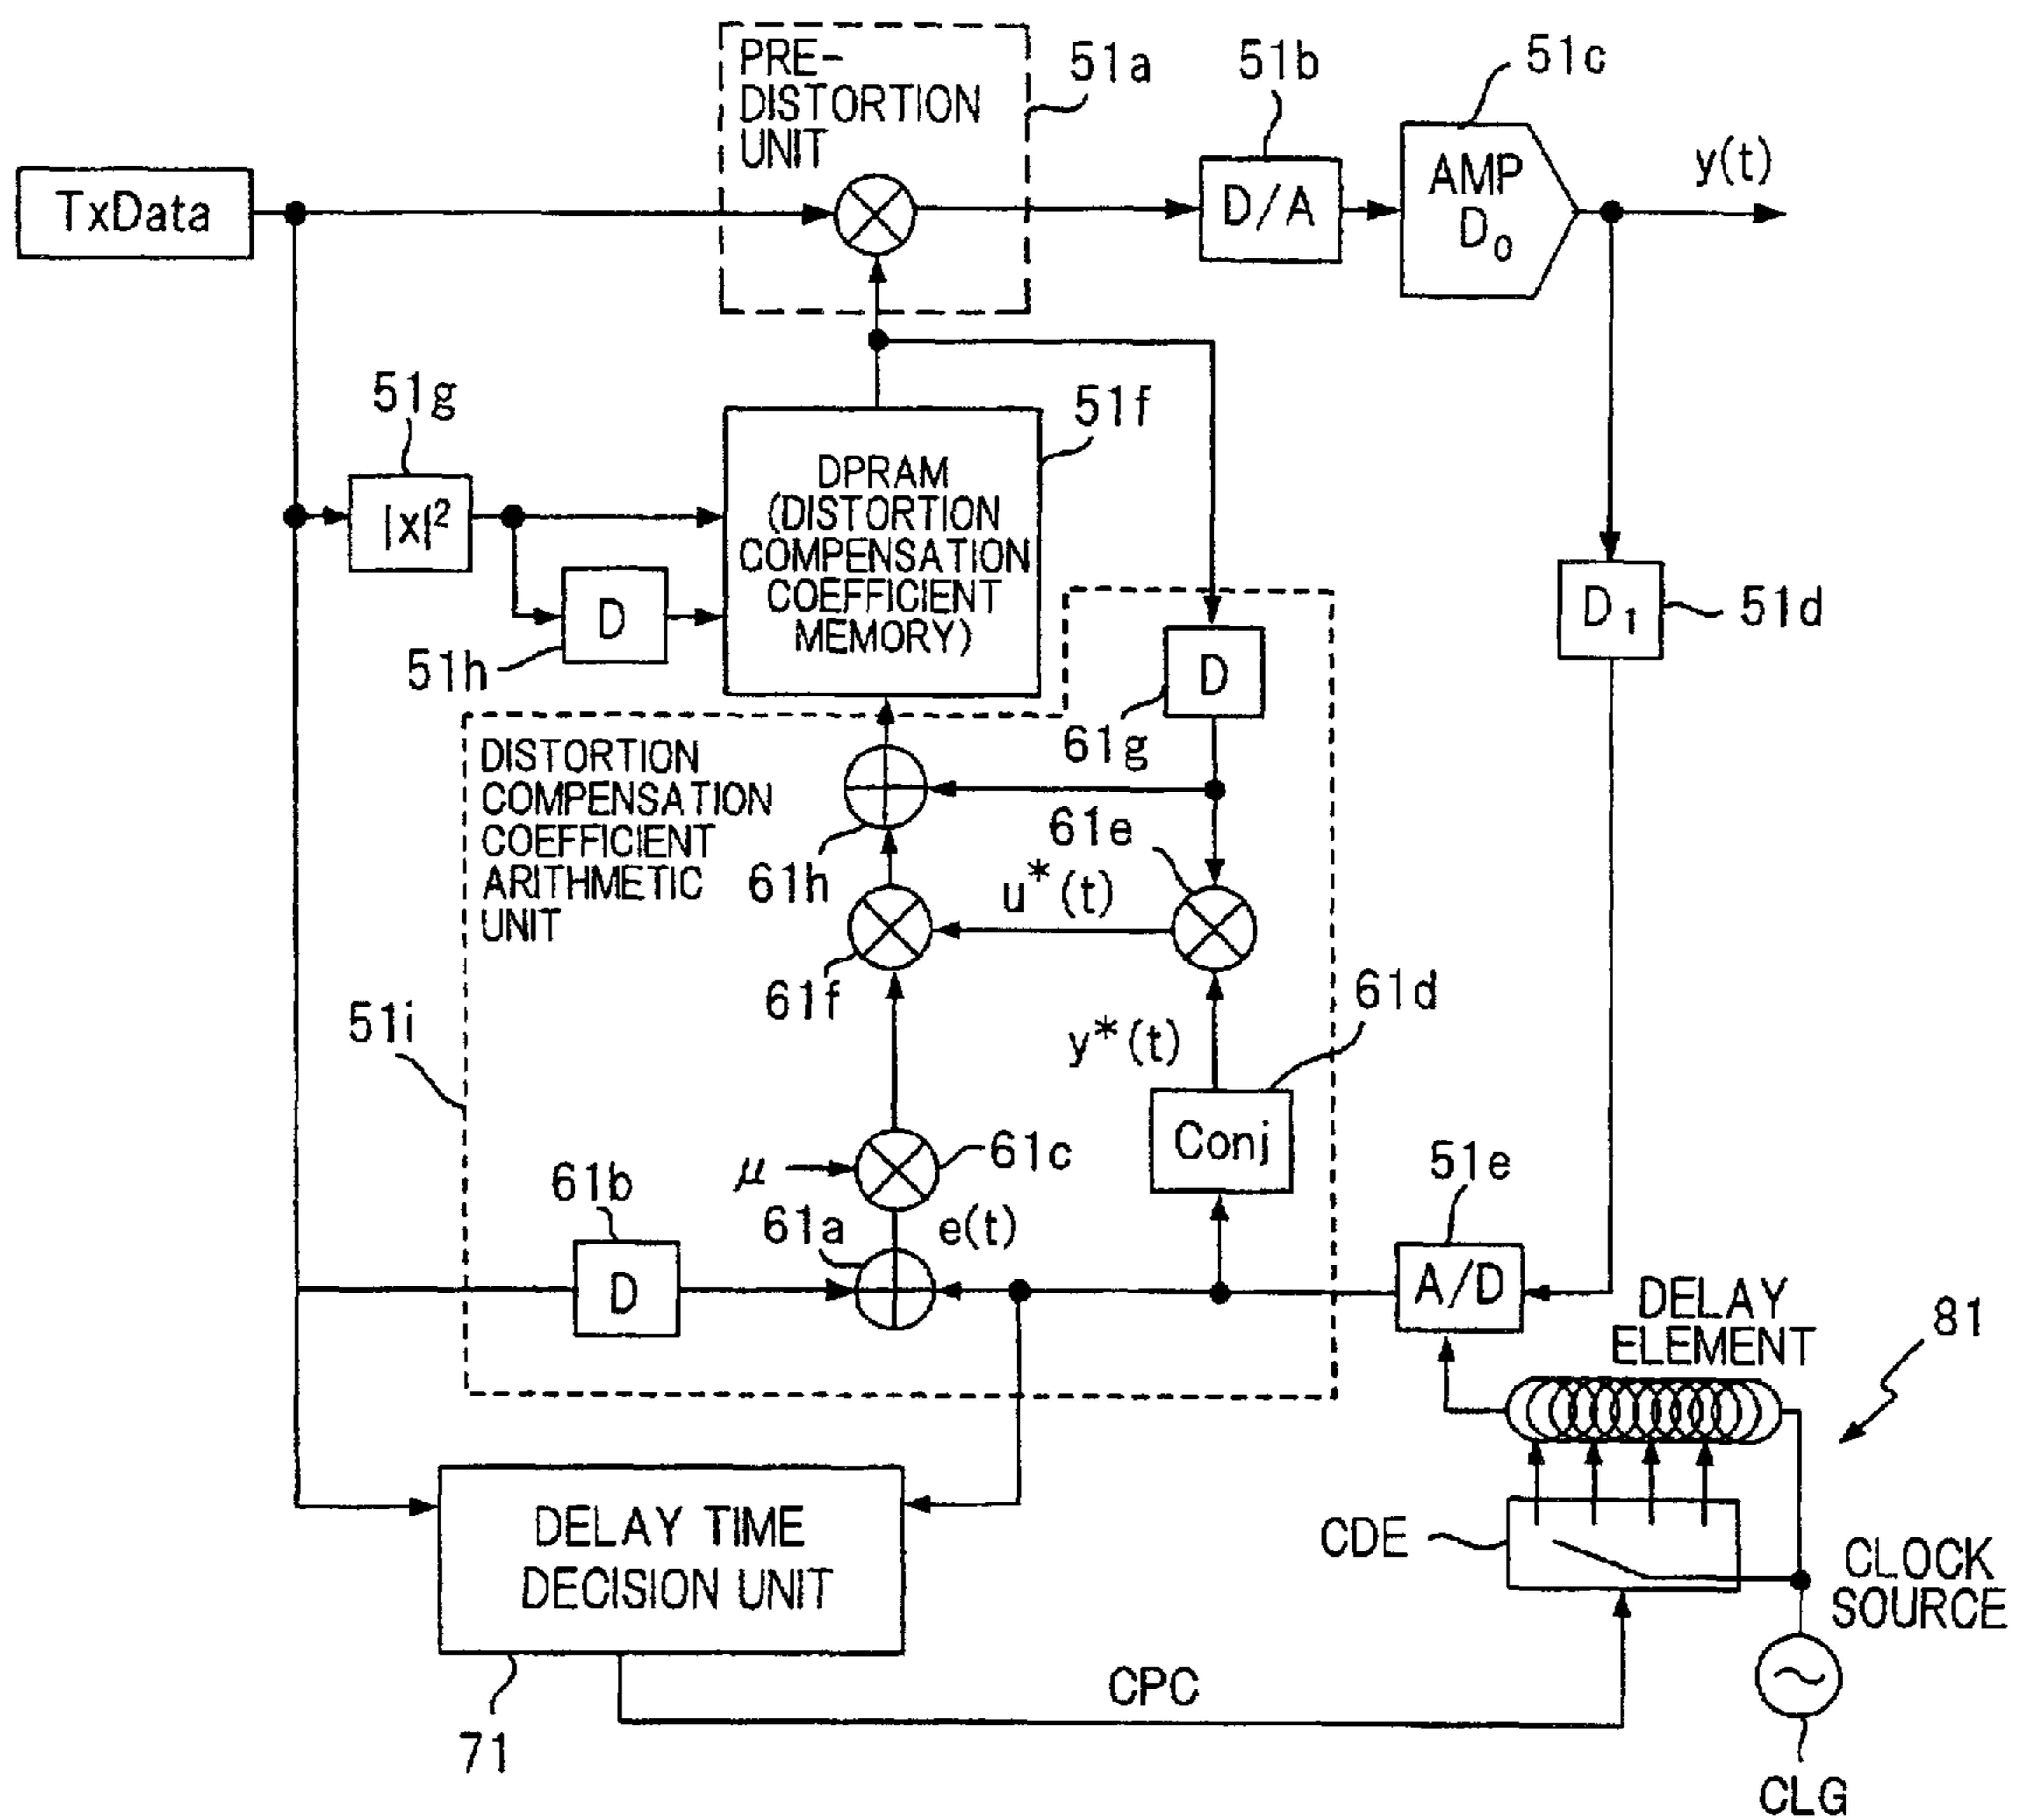 PRE-
DISTORTION
UNIT
51a
51b
51c
TxData
D/A
AMP
D₀
y(t)
51g
|x|²
51f
DPRAM
(DISTORTION
COMPENSATION
COEFFICIENT
MEMORY)
D
51h
D₁
51d
D
61g
DISTORTION
COMPENSATION
COEFFICIENT
ARITHMETIC
UNIT
61h
61e
u*(t)
61f
61d
51i
y*(t)
Conj
μ
61c
61b
61a
e(t)
51e
D
A/D
DELAY
ELEMENT
81
DELAY TIME
DECISION UNIT
CDE
CLOCK
SOURCE
71
CPC
CLG